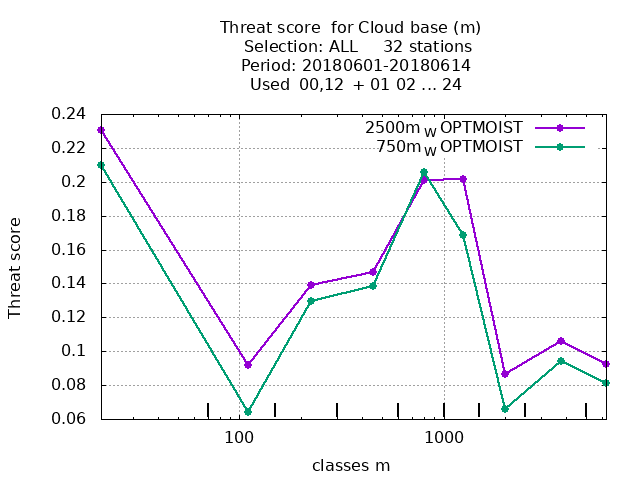 Threat score  for Cloud base (m)
Selection: ALL     32 stations
Period: 20180601-20180614
Used  00,12  + 01 02 ... 24
2500m W OPTMOIST
750m W OPTMOIST
0.24
0.22
0.2
0.18
0.16
0.14
0.12
0.1
0.08
0.06
Threat score
100
1000
classes m